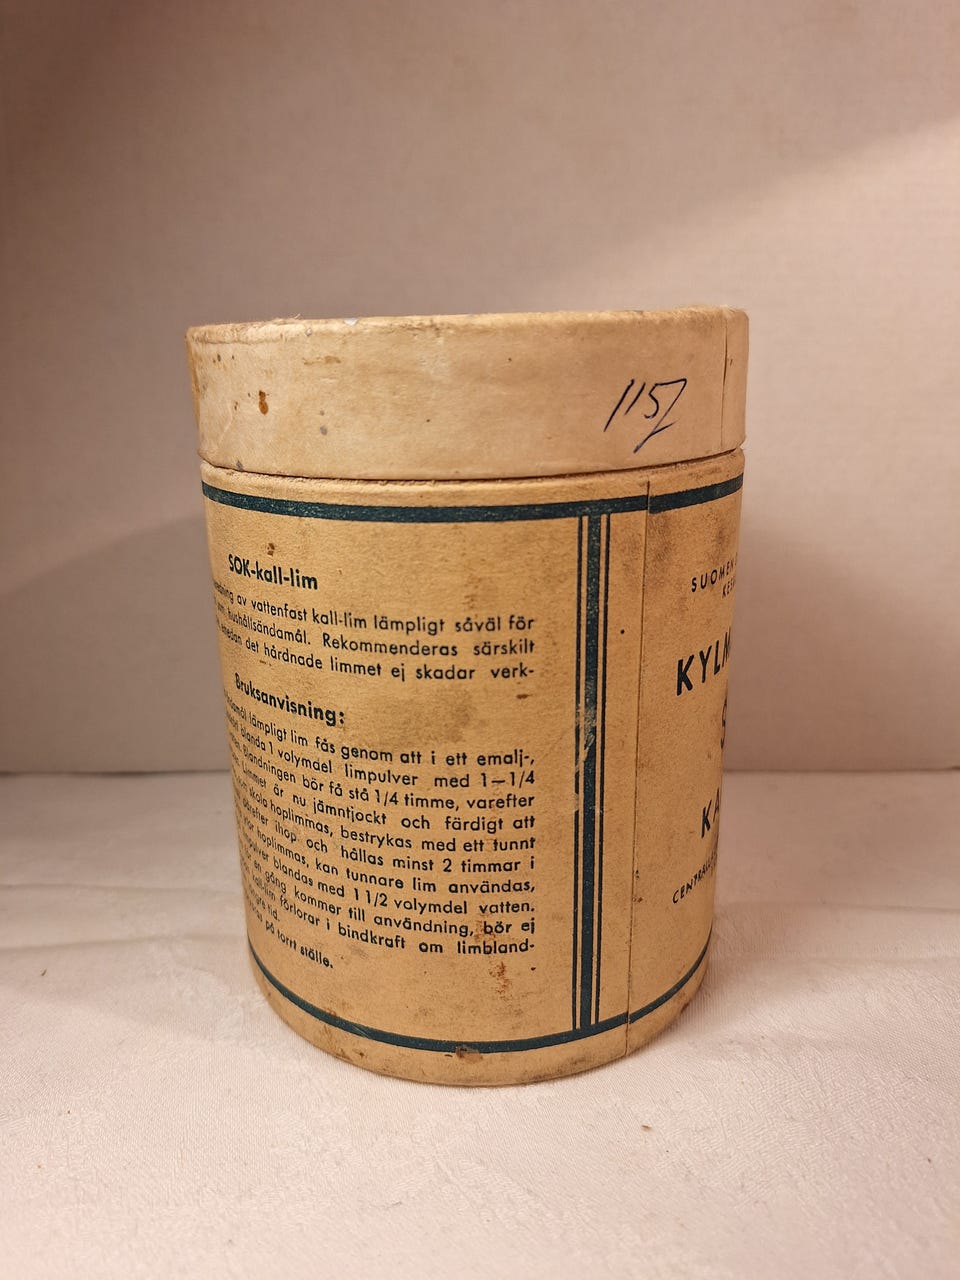 115
SOK-kall-lim
av vattenfast kall-lim lämpligt såväl för
hushållsändamål. Rekommenderas särskilt
det hårdnade limmet ej skadar verk-
Bruksanvisning:
lämpligt lim fås genom att i ett emalj-,
blanda 1 volymdel limpulver med 1—1/4
Blandningen bör få stå 1/4 timme, varefter
Limmet är nu jämntjockt och färdigt att
skola hoplimmas, bestrykas med ett tunnt
ihop och hållas minst 2 timmar i
hoplimmas, kan tunnare lim användas,
blandas med 1 1/2 volymdel vatten.
en gång kommer till användning, bör ej
kall-lim förlorar i bindkraft om limbland-
tid.
på torrt ställe.
SUOMEN
KYLM
S
KA
CENTRAL